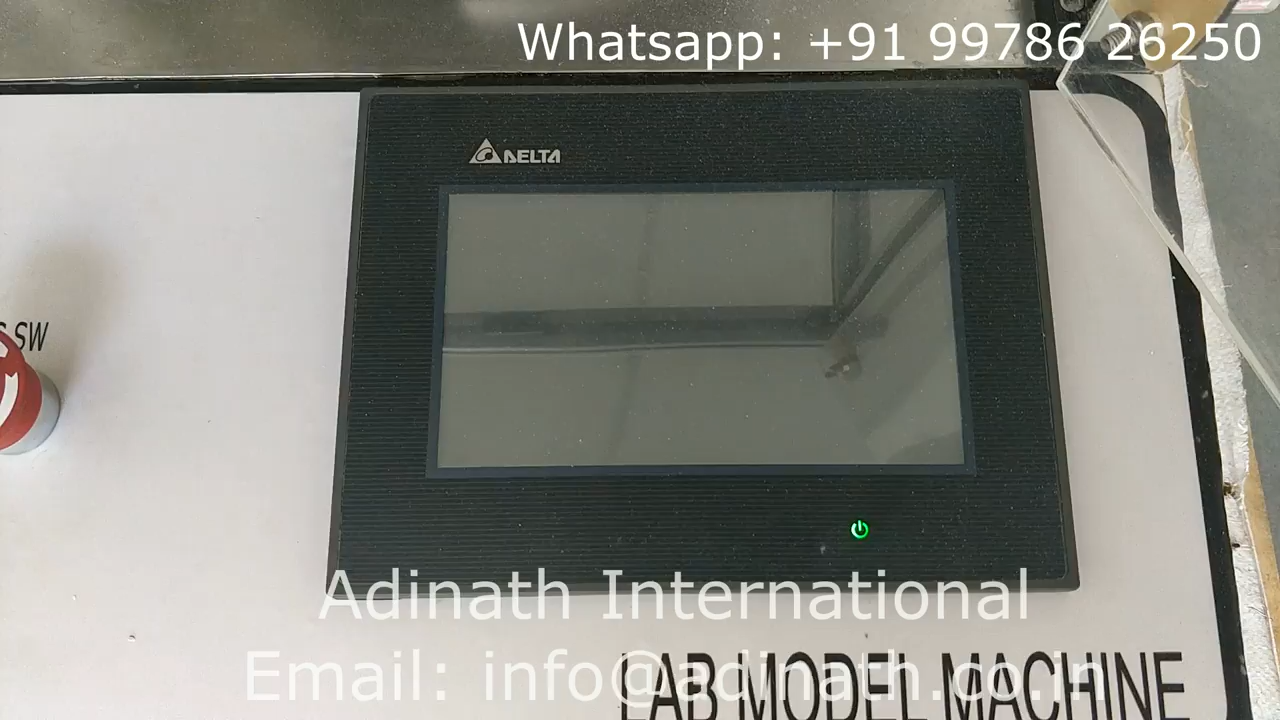 Whatsapp: +91 99786 26250
DELTA
SW
Adinath International
Email: info@adinath.co.in
LAB MODEL MACHINE